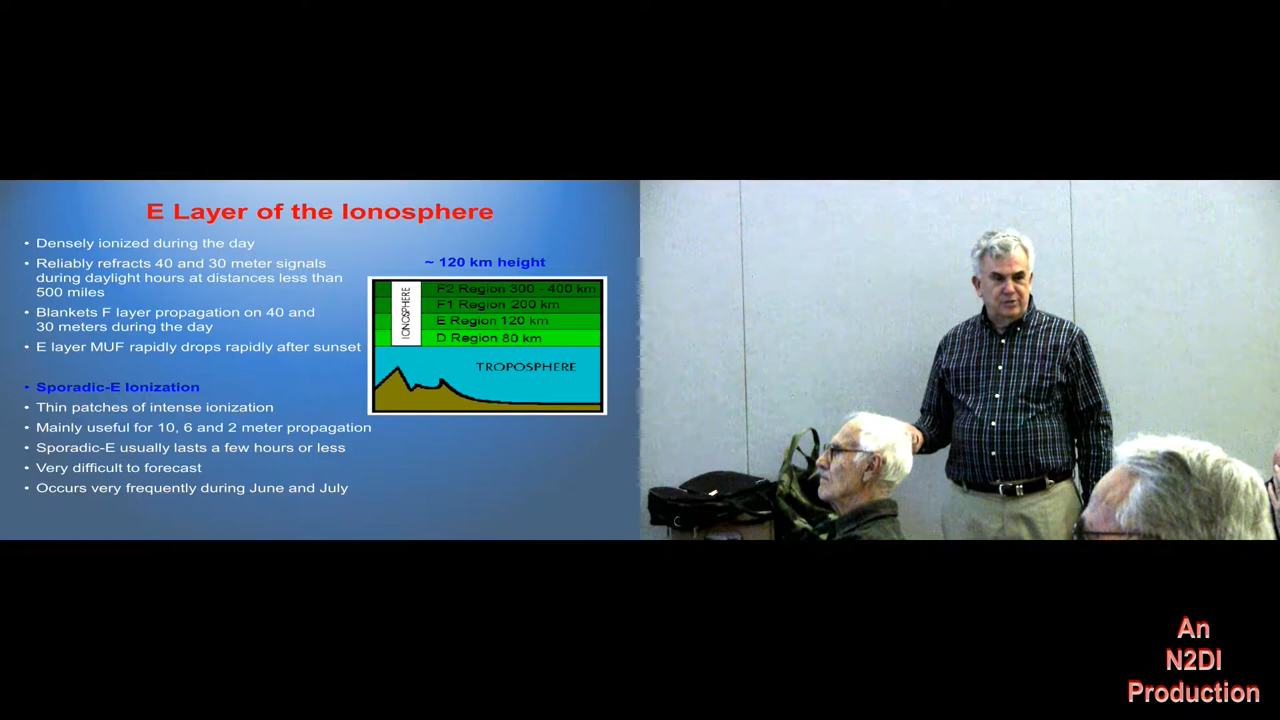 E Layer of the Ionosphere
• Densely ionized during the day
• Reliably refracts 40 and 30 meter signals
during daylight hours at distances less than
500 miles
• Blankets F layer propagation on 40 and
30 meters during the day
• E layer MUF rapidly drops rapidly after sunset
• Sporadic-E Ionization
• Thin patches of intense ionization
• Mainly useful for 10, 6 and 2 meter propagation
• Sporadic-E usually lasts a few hours or less
• Very difficult to forecast
• Occurs very frequently during June and July
~ 120 km height
IONOSPHERE
F2 Region 300 - 400 km
F1 Region 200 km
E Region 120 km
D Region 80 km
TROPOSPHERE
An
N2DI
Production